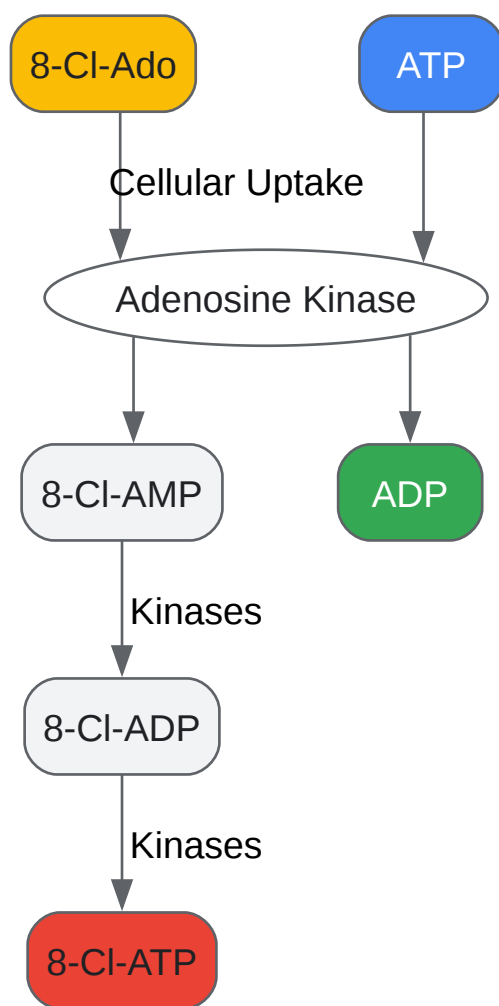 8-Cl-Ado
ATP
Cellular Uptake
Adenosine Kinase
8-Cl-AMP
ADP
Kinases
8-Cl-ADP
Kinases
8-Cl-ATP